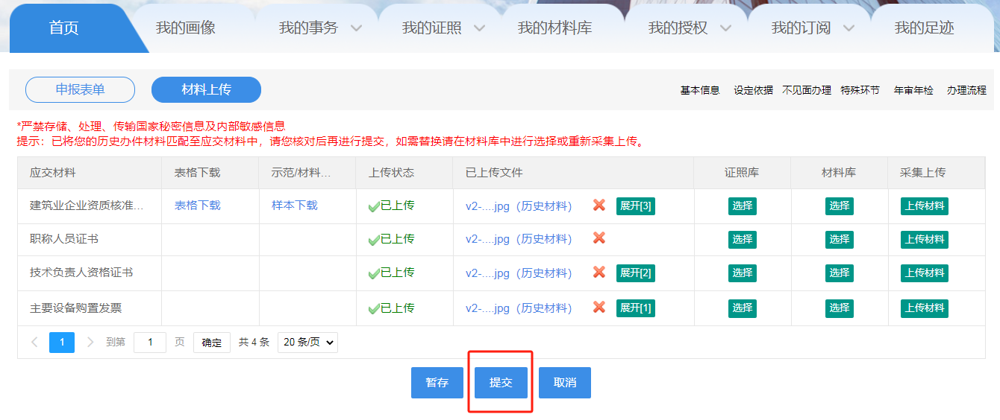 首页 我的画像 我的事务 我的证照 我的材料库 我的授权 我的订阅 我的足迹
申报表单 材料上传 基本信息 设定依据 不见面办理 特殊环节 年审年检 办理流程
*严禁存储、处理、传输国家秘密信息及内部敏感信息
提示：已将您的历史办件材料匹配至应交材料中，请您核对后再进行提交，如需替换请在材料库中进行选择或重新采集上传。
应交材料 表格下载 示范/材料... 上传状态 已上传文件 证照库 材料库 采集上传
建筑业企业资质核准... 表格下载 样本下载 已上传 v2-....jpg（历史材料） 展开[3] 选择 选择 上传材料
职称人员证书 已上传 v2-....jpg（历史材料） 选择 选择 上传材料
技术负责人资格证书 已上传 v2-....jpg（历史材料） 展开[2] 选择 选择 上传材料
主要设备购置发票 已上传 v2-....jpg（历史材料） 展开[1] 选择 选择 上传材料
1 到第 1 页 确定 共 4 条 20 条/页
暂存 提交 取消